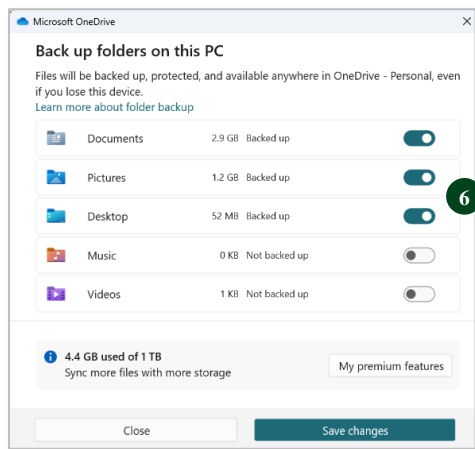 Microsoft OneDrive
Back up folders on this PC
Files will be backed up, protected, and available anywhere in OneDrive - Personal, even
if you lose this device.
Learn more about folder backup
Documents 2.9 GB Backed up
Pictures 1.2 GB Backed up
6
Desktop 52 MB Backed up
Music 0 KB Not backed up
Videos 1 KB Not backed up
4.4 GB used of 1 TB
Sync more files with more storage
My premium features
Close Save changes